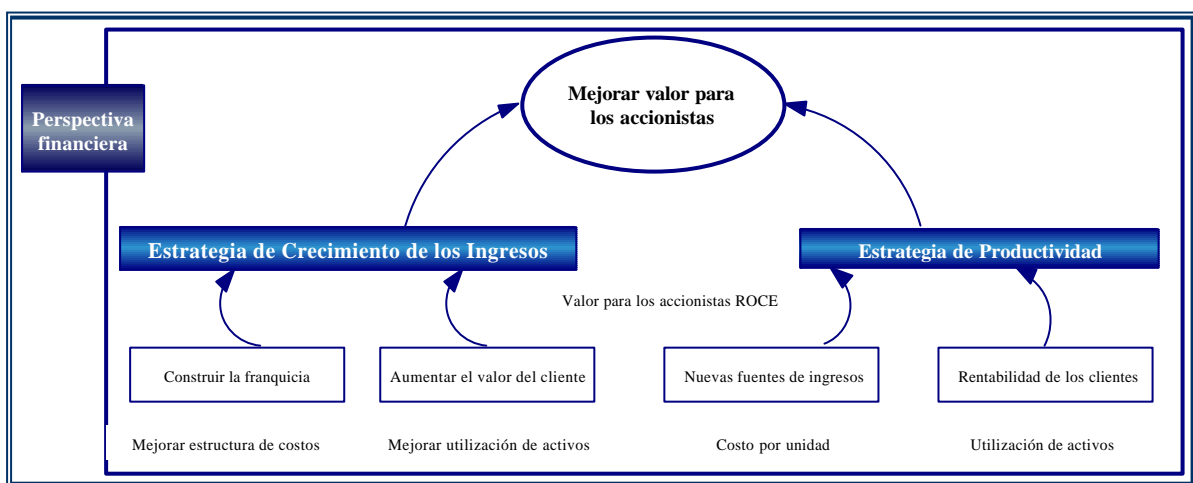 Mejorar valor para
los accionistas
Perspectiva
financiera
Estrategia de Crecimiento de los Ingresos
Estrategia de Productividad
Valor para los accionistas ROCE
Construir la franquicia
Aumentar el valor del cliente
Nuevas fuentes de ingresos
Rentabilidad de los clientes
Mejorar estructura de costos
Mejorar utilización de activos
Costo por unidad
Utilización de activos